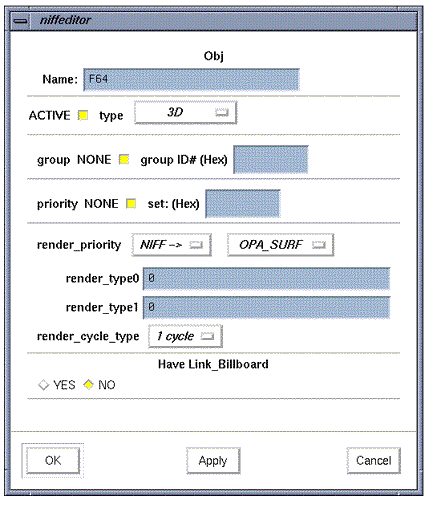 niffeditor
Obj
Name: F64
ACTIVE type 3D
group NONE group ID# (Hex)
priority NONE set: (Hex)
render_priority NIFF -> OPA_SURF
render_type0 0
render_type1 0
render_cycle_type 1 cycle
Have Link_Billboard
YES NO
OK Apply Cancel